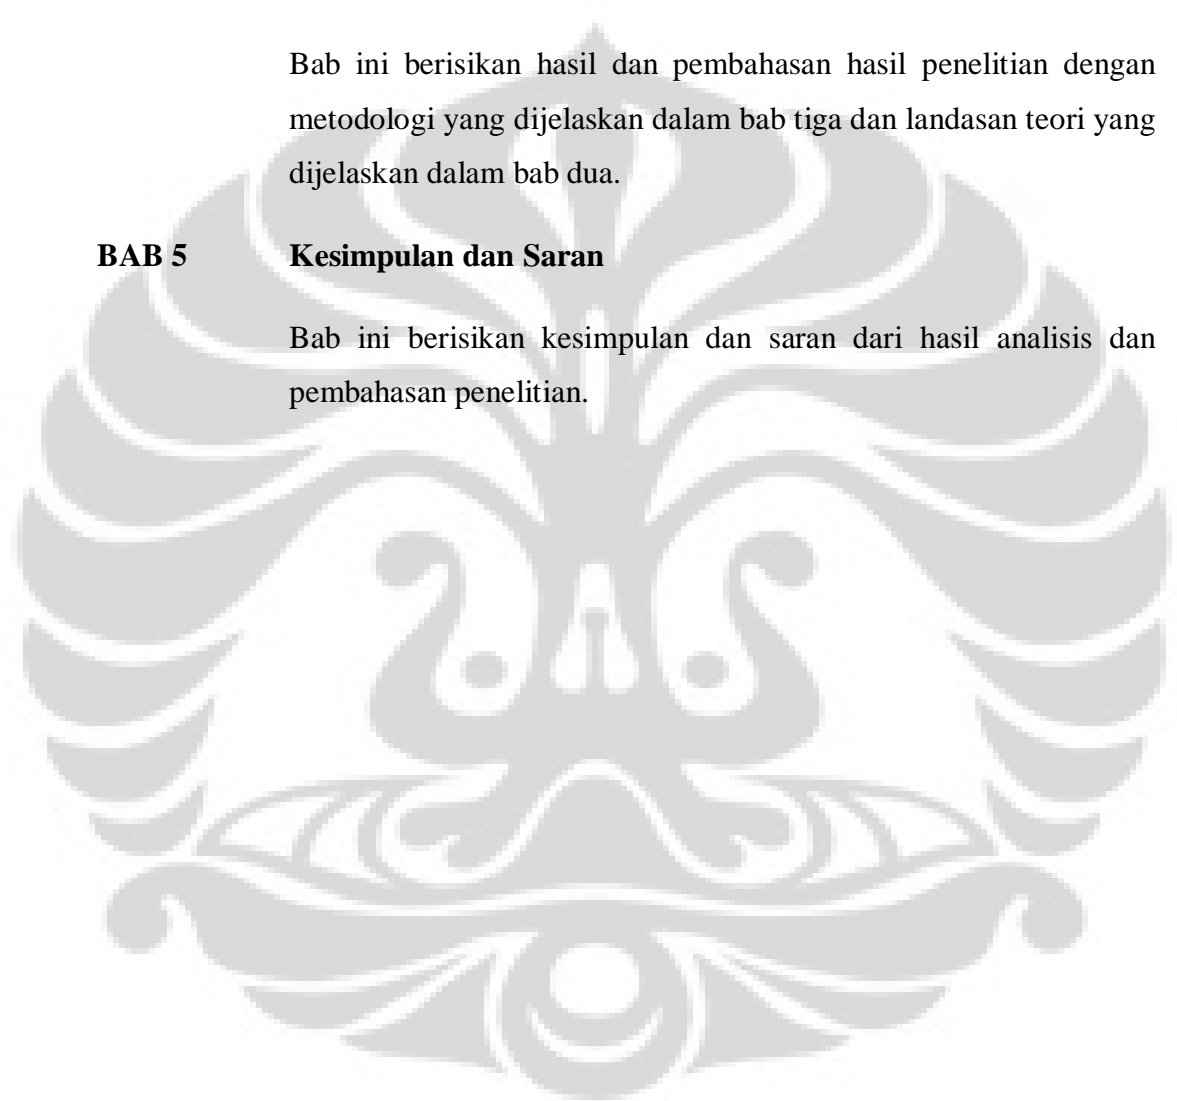 Bab ini berisikan hasil dan pembahasan hasil penelitian dengan
metodologi yang dijelaskan dalam bab tiga dan landasan teori yang
dijelaskan dalam bab dua.
BAB 5 Kesimpulan dan Saran
Bab ini berisikan kesimpulan dan saran dari hasil analisis dan
pembahasan penelitian.